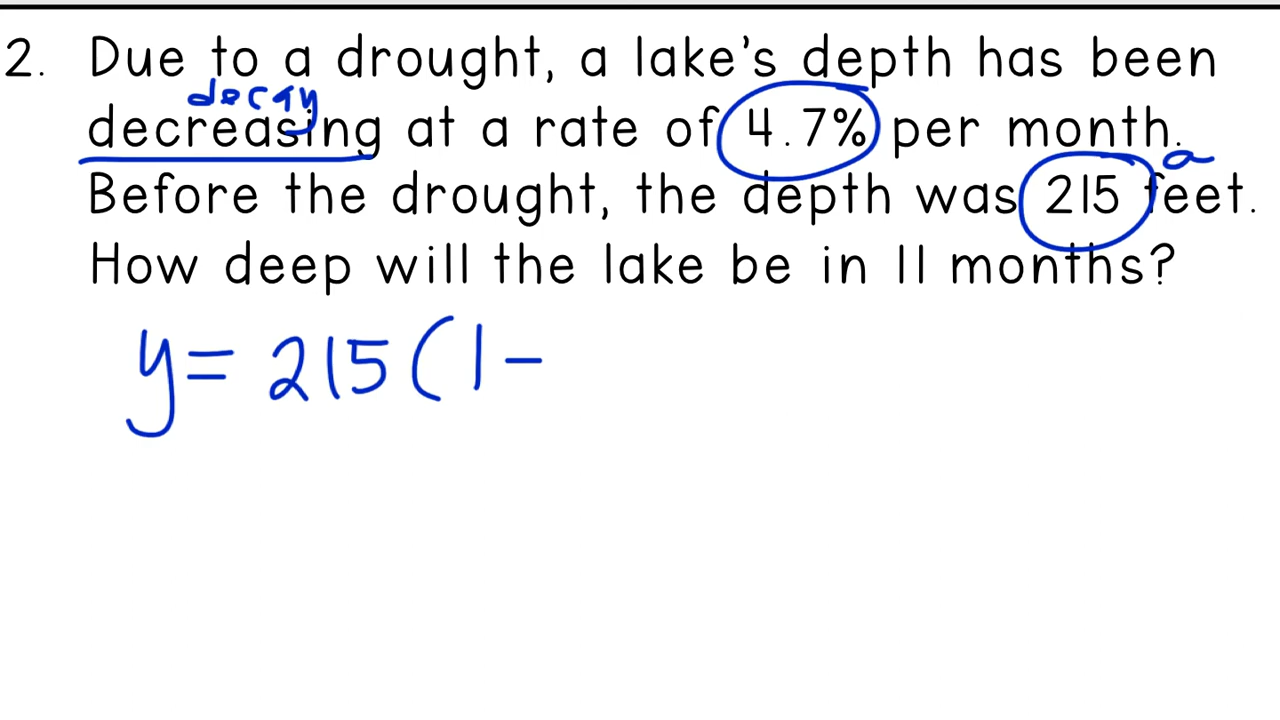 2. Due to a drought, a lake's depth has been
decay
decreasing at a rate of 4.7% per month.
a
Before the drought, the depth was 215 feet.
How deep will the lake be in 11 months?
y= 215 ( 1 -